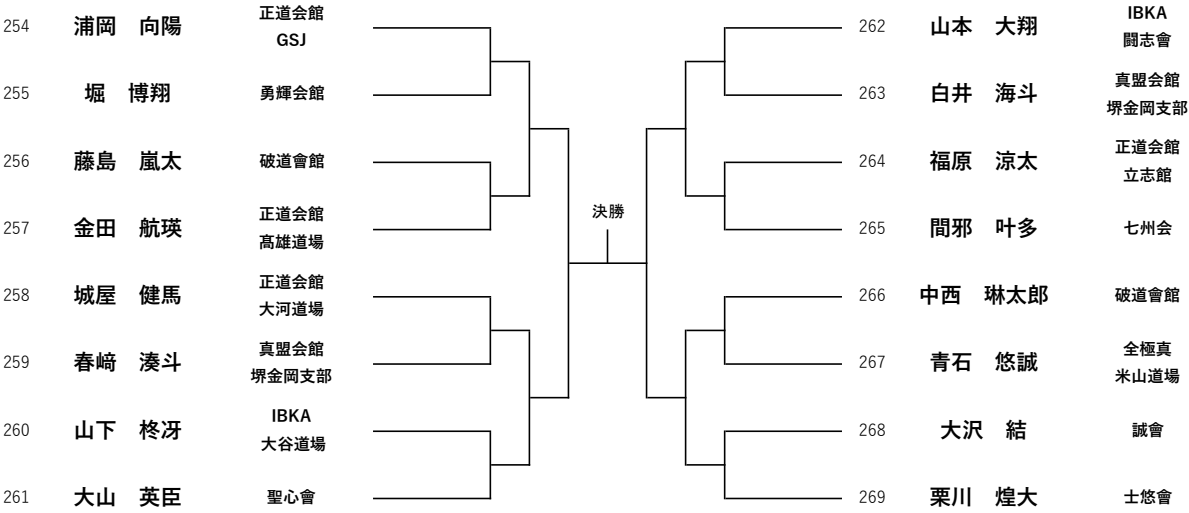 254 浦岡 向陽 正道会館
GSJ
255 堀 博翔 勇輝会館
256 藤島 嵐太 破道會館
257 金田 航瑛 正道会館
髙雄道場
258 城屋 健馬 正道会館
大河道場
259 春﨑 湊斗 真盟会館
堺金岡支部
260 山下 柊冴 IBKA
大谷道場
261 大山 英臣 聖心會
決勝
262 山本 大翔 IBKA
闘志會
263 白井 海斗 真盟会館
堺金岡支部
264 福原 涼太 正道会館
立志館
265 間邪 叶多 七州会
266 中西 琳太郎 破道會館
267 青石 悠誠 全極真
米山道場
268 大沢 結 誠會
269 栗川 煌大 士悠會